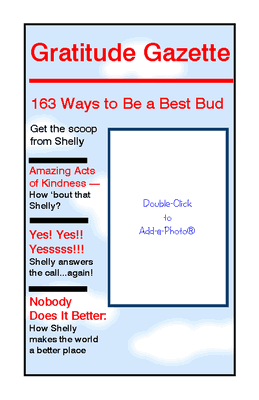 Gratitude Gazette
163 Ways to Be a Best Bud
Get the scoop
from Shelly
Amazing Acts
of Kindness —
How 'bout that
Shelly?
Yes! Yes!!
Yesssss!!!
Shelly answers
the call...again!
Nobody
Does It Better:
How Shelly
makes the world
a better place
Double-Click
to
Add-a-Photo®